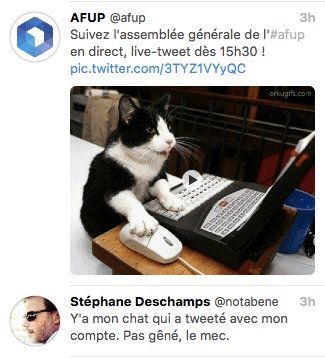 AFUP @afup 3h
Suivez l'assemblée générale de l'#afup
en direct, live-tweet dès 15h30 !
pic.twitter.com/3TYZ1VYyQC
orkugifs.com
Stéphane Deschamps @notabene 3h
Y'a mon chat qui a tweeté avec mon
compte. Pas gêné, le mec.